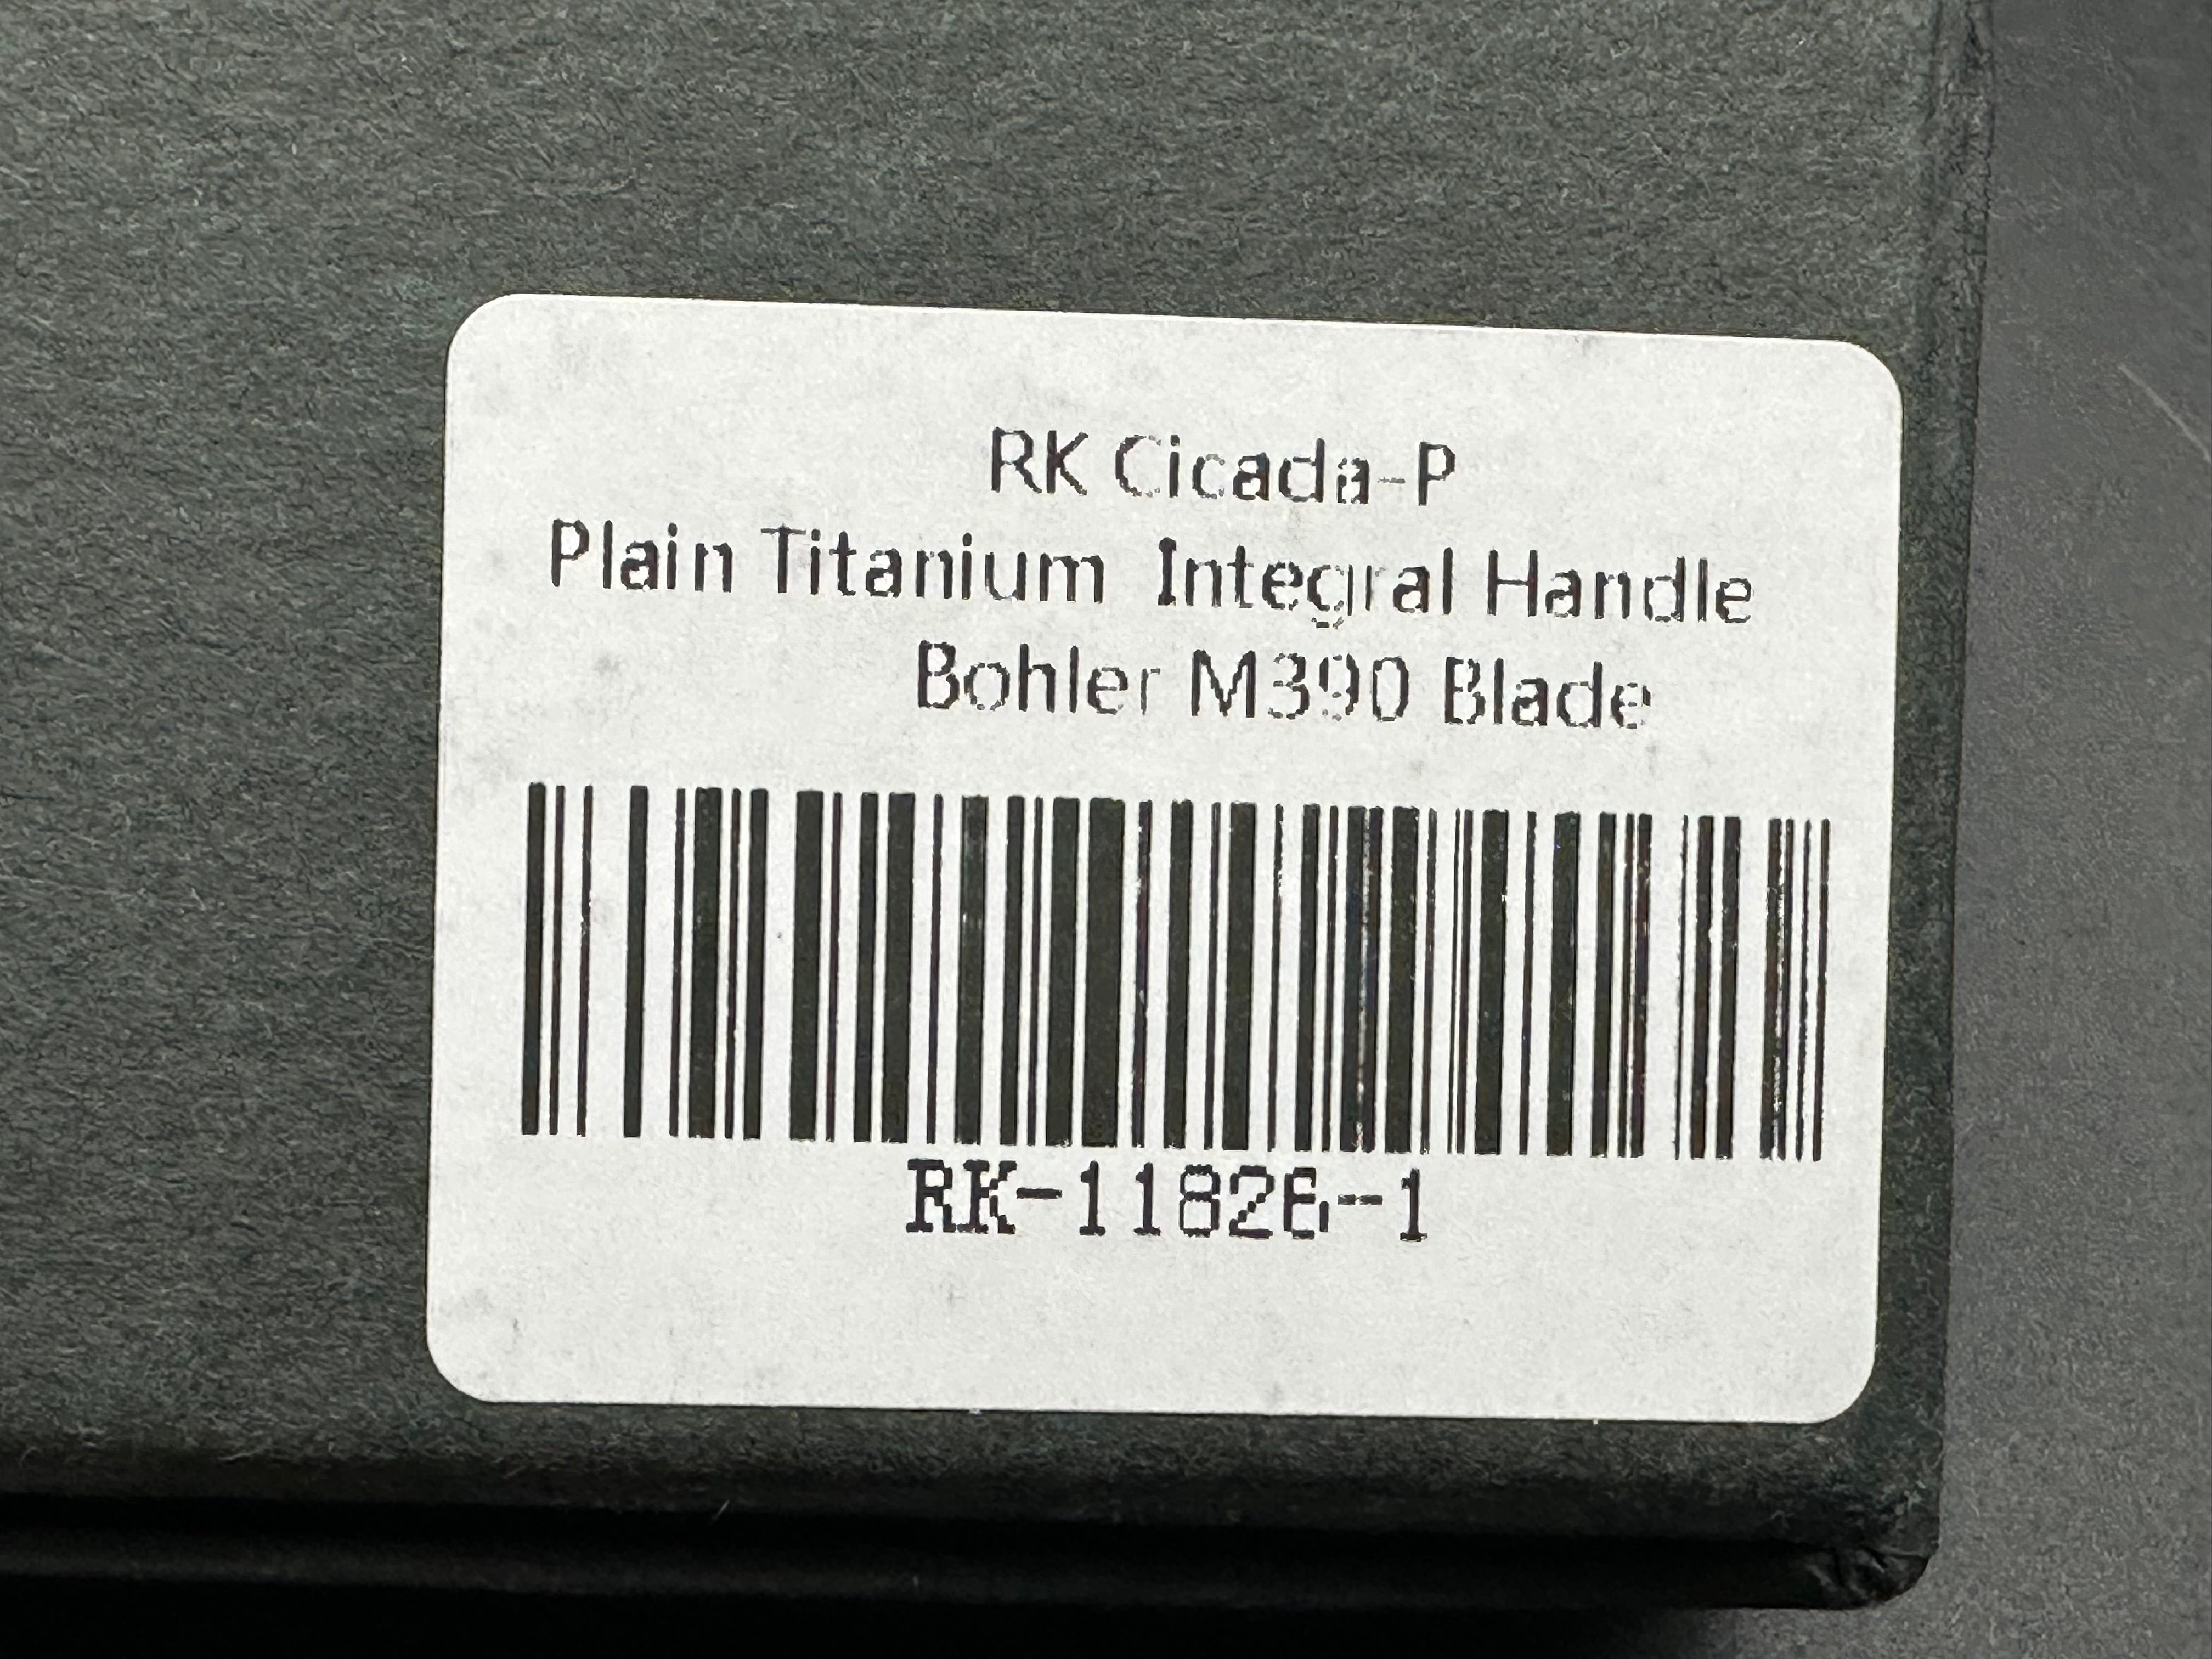 RK Cicada-P
Plain Titanium Integral Handle
Bohler M390 Blade
RK-11826-1